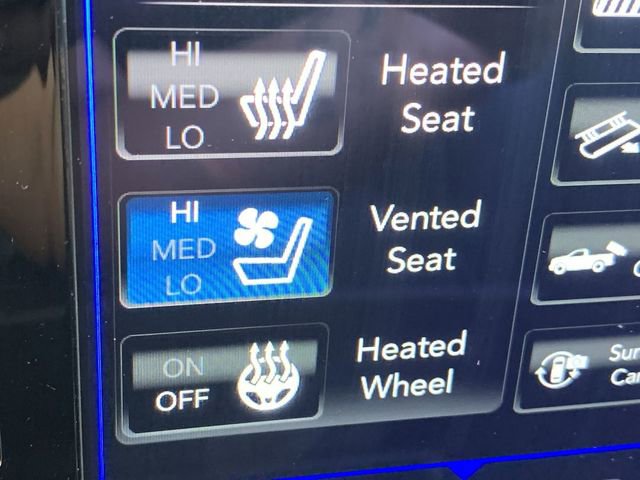 HI
MED
LO
Heated
Seat
HI
MED
LO
Vented
Seat
ON
OFF
Heated
Wheel